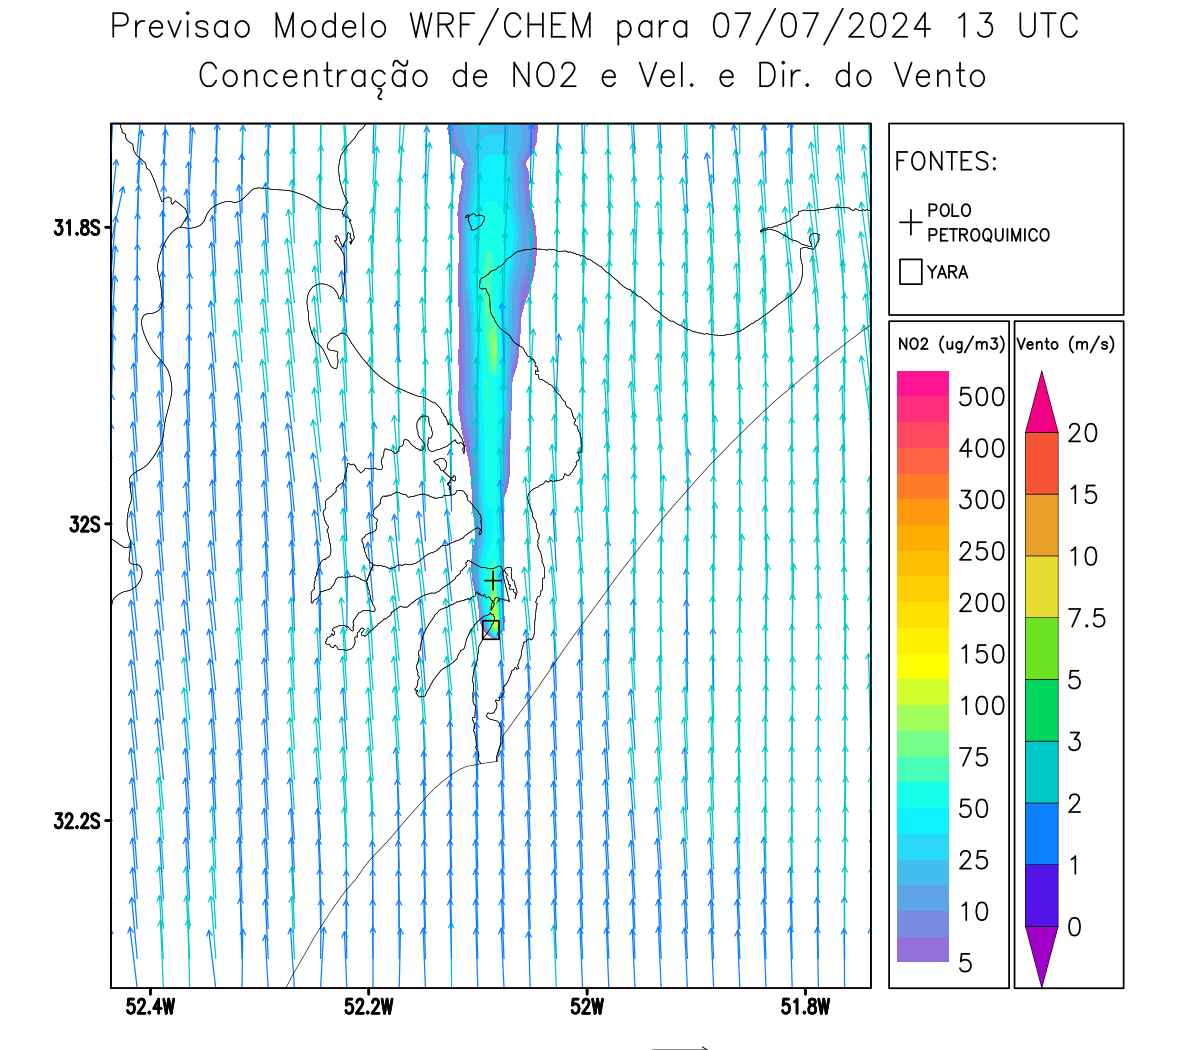 Previsao Modelo WRF/CHEM para 07/07/2024 13 UTC
Concentração de NO2 e Vel. e Dir. do Vento
FONTES:
POLO
PETROQUIMICO
YARA
31.8S
32S
32.2S
52.4W
52.2W
52W
51.8W
NO2 (ug/m3)
500
400
300
250
200
150
100
75
50
25
10
5
Vento (m/s)
20
15
10
7.5
5
3
2
1
0